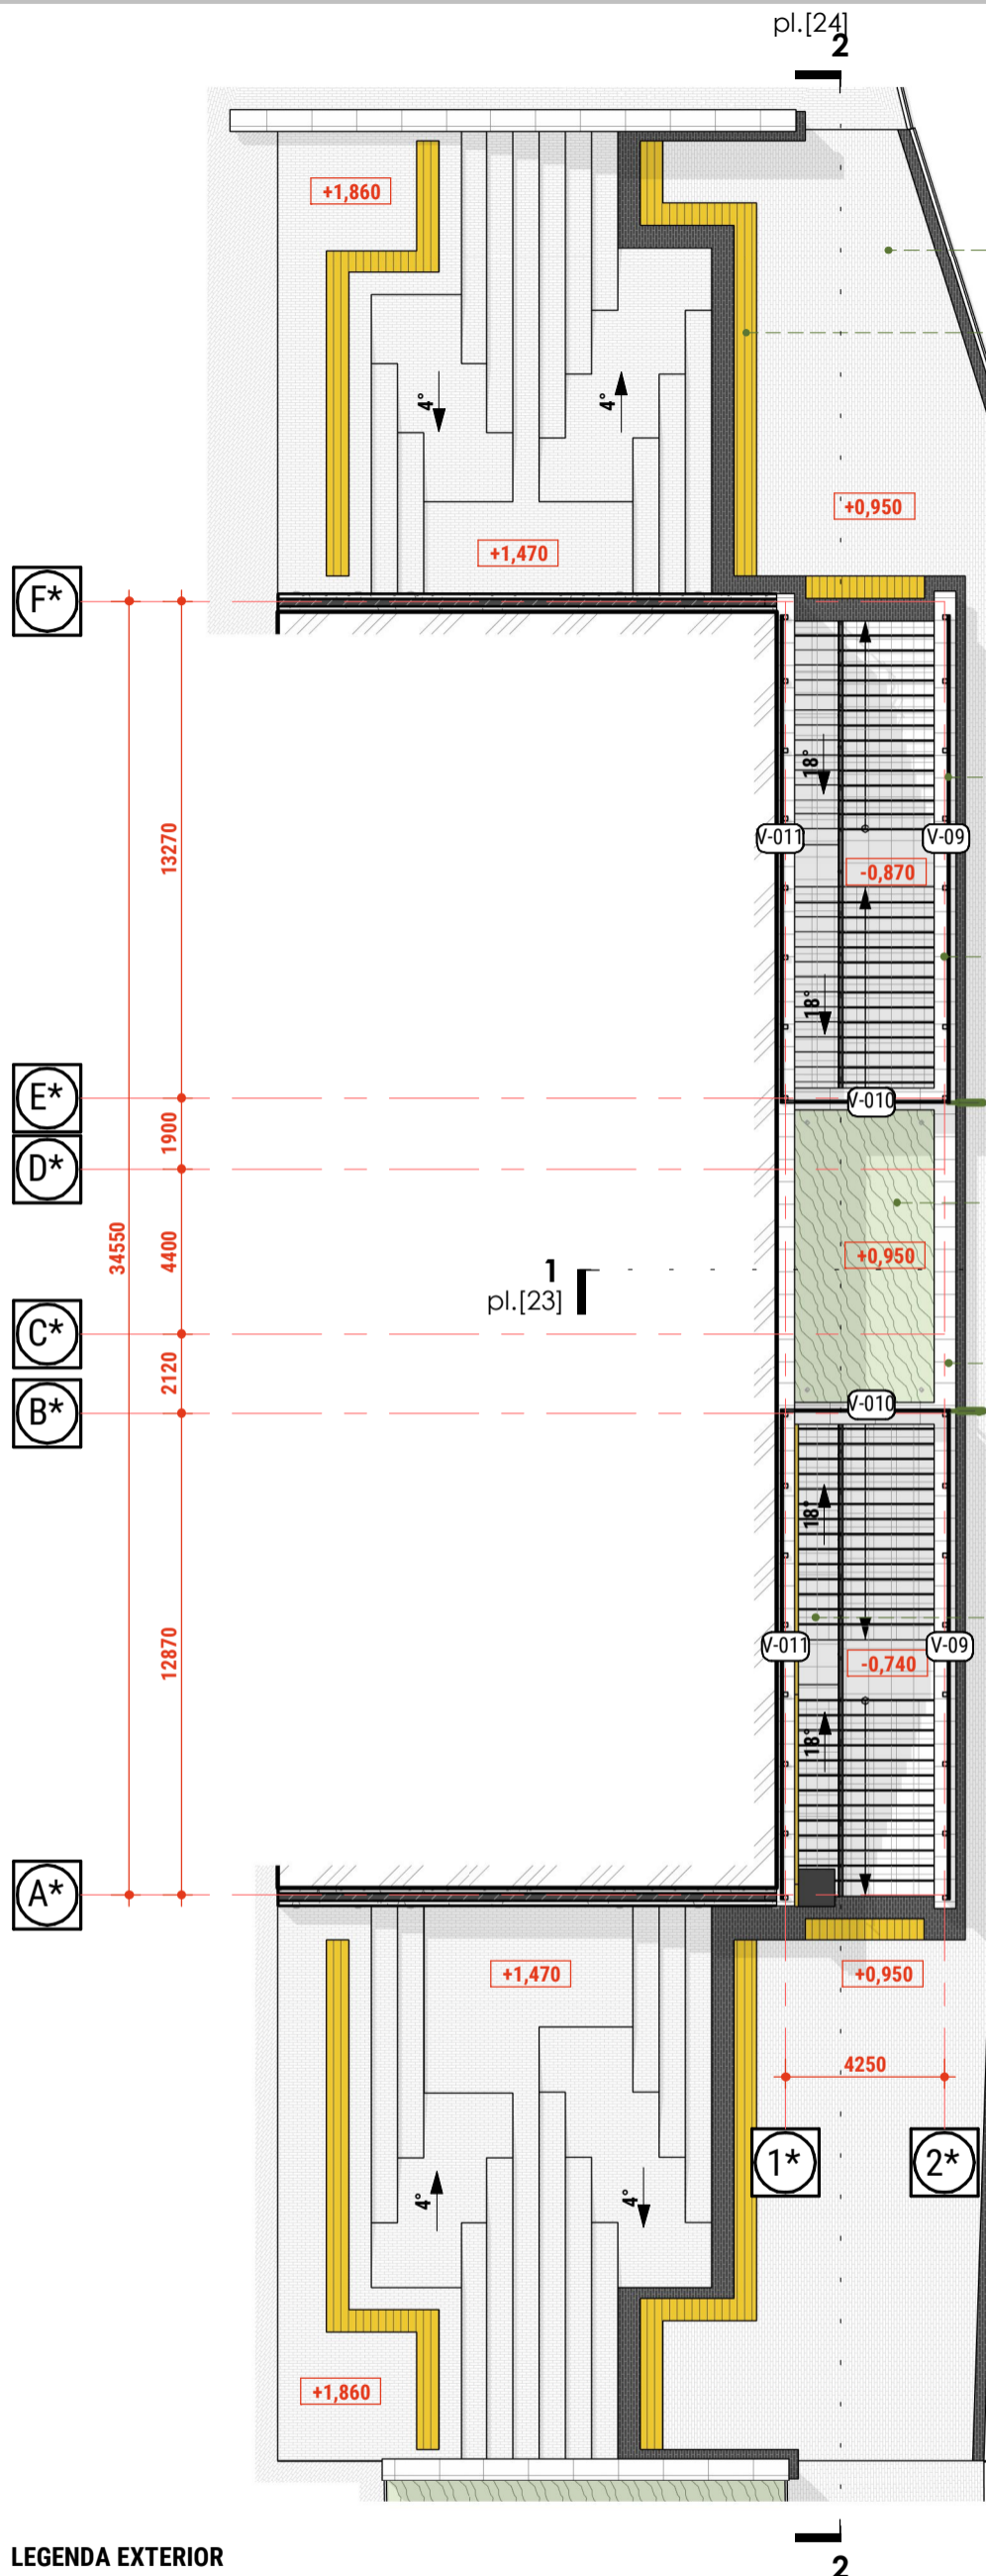 pl.[24]
2
+1,860
4°
4°
+0,950
+1,470
F*
18°
13270
V-011
V-09
-0,870
18°
E*
V-010
1900
D*
34550
4400
+0,950
1
pl.[23]
C*
2120
B*
V-010
18°
12870
V-011
V-09
-0,740
18°
A*
+1,470
+0,950
4250
1*
2*
4°
4°
+1,860
LEGENDA EXTERIOR
2